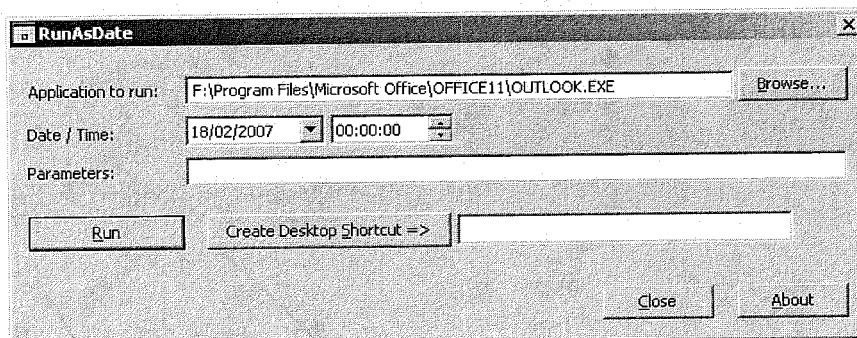 RunAsDate
Application to run: F:\Program Files\Microsoft Office\OFFICE11\OUTLOOK.EXE Browse...
Date / Time: 18/02/2007 00:00:00
Parameters:
Run Create Desktop Shortcut =>
Close About